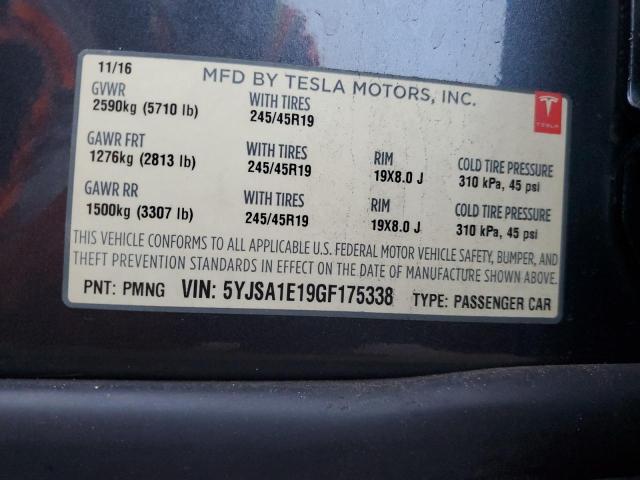 11/16 MFD BY TESLA MOTORS, INC.
GVWR WITH TIRES
2590kg (5710 lb) 245/45R19
TESLA
GAWR FRT WITH TIRES RIM COLD TIRE PRESSURE
1276kg (2813 lb) 245/45R19 19X8.0 J 310 kPa, 45 psi
GAWR RR WITH TIRES RIM COLD TIRE PRESSURE
1500kg (3307 lb) 245/45R19 19X8.0 J 310 kPa, 45 psi
THIS VEHICLE CONFORMS TO ALL APPLICABLE U.S. FEDERAL MOTOR VEHICLE SAFETY, BUMPER, AND
THEFT PREVENTION STANDARDS IN EFFECT ON THE DATE OF MANUFACTURE SHOWN ABOVE.
PNT: PMNG VIN: 5YJSA1E19GF175338 TYPE: PASSENGER CAR